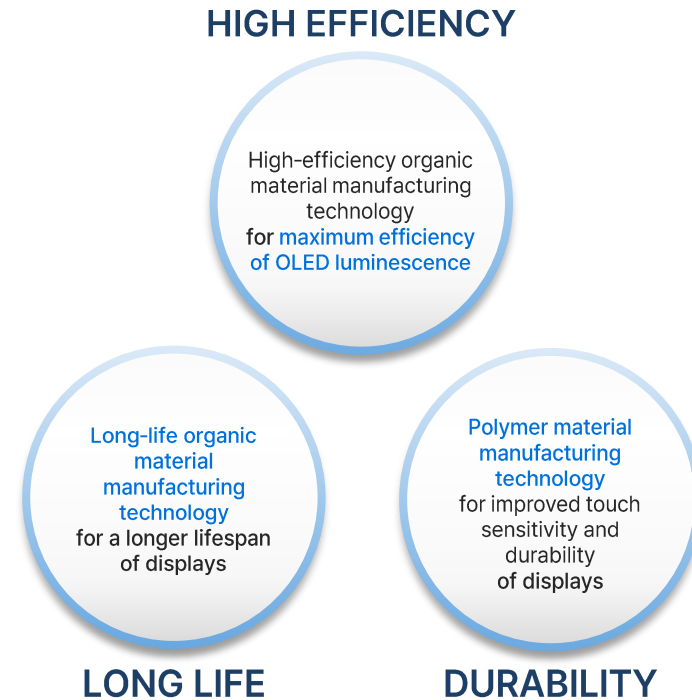 HIGH EFFICIENCY
High-efficiency organic
material manufacturing
technology
for maximum efficiency
of OLED luminescence
Long-life organic
material
manufacturing
technology
for a longer lifespan
of displays
LONG LIFE
Polymer material
manufacturing
technology
for improved touch
sensitivity and
durability
of displays
DURABILITY